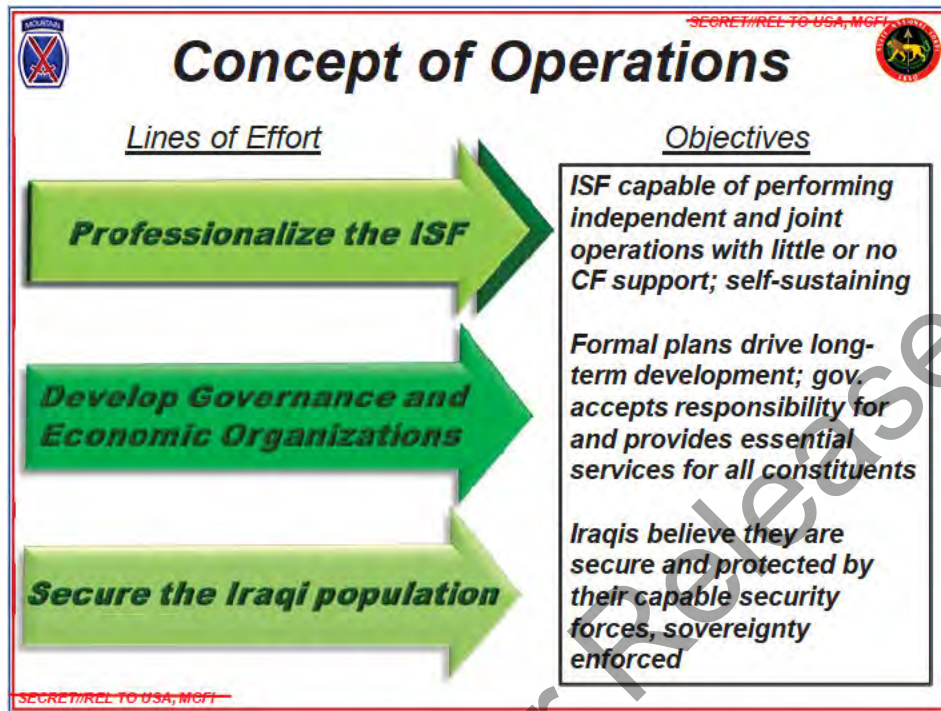 MOUNTAIN
SECRET//REL TO USA, MCFI
Concept of Operations
Lines of Effort
Professionalize the ISF
Develop Governance and
Economic Organizations
Secure the Iraqi population
Objectives
ISF capable of performing
independent and joint
operations with little or no
CF support; self-sustaining
Formal plans drive long-
term development; gov.
accepts responsibility for
and provides essential
services for all constituents
Iraqis believe they are
secure and protected by
their capable security
forces, sovereignty
enforced
SECRET//REL TO USA, MCFI
Release